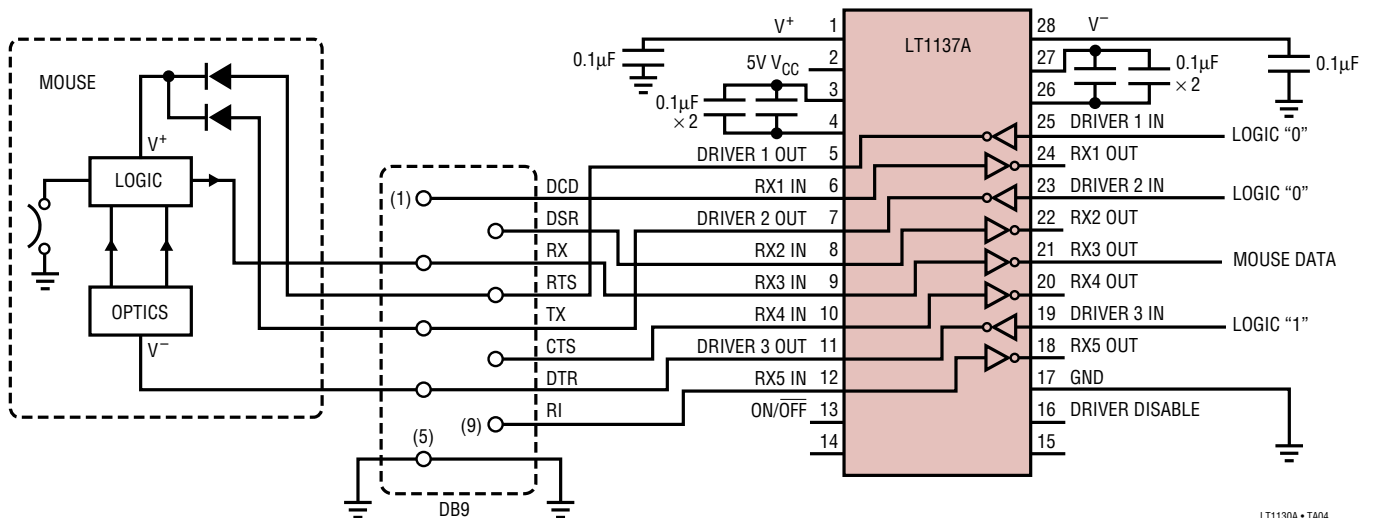 MOUSE
V+
LOGIC
OPTICS
V−
(1)
(9)
(5)
DB9
DCD
DSR
RX
RTS
TX
CTS
DTR
RI
0.1µF
V+ 1
5V VCC 2
0.1µF
× 2
3
4
DRIVER 1 OUT 5
RX1 IN 6
DRIVER 2 OUT 7
RX2 IN 8
RX3 IN 9
RX4 IN 10
DRIVER 3 OUT 11
RX5 IN 12
ON/OFF 13
14
LT1137A
28 V−
27
26
0.1µF
× 2
0.1µF
25 DRIVER 1 IN
LOGIC “0”
24 RX1 OUT
23 DRIVER 2 IN
LOGIC “0”
22 RX2 OUT
21 RX3 OUT
MOUSE DATA
20 RX4 OUT
19 DRIVER 3 IN
LOGIC “1”
18 RX5 OUT
17 GND
16 DRIVER DISABLE
15
LT1130A • TA04